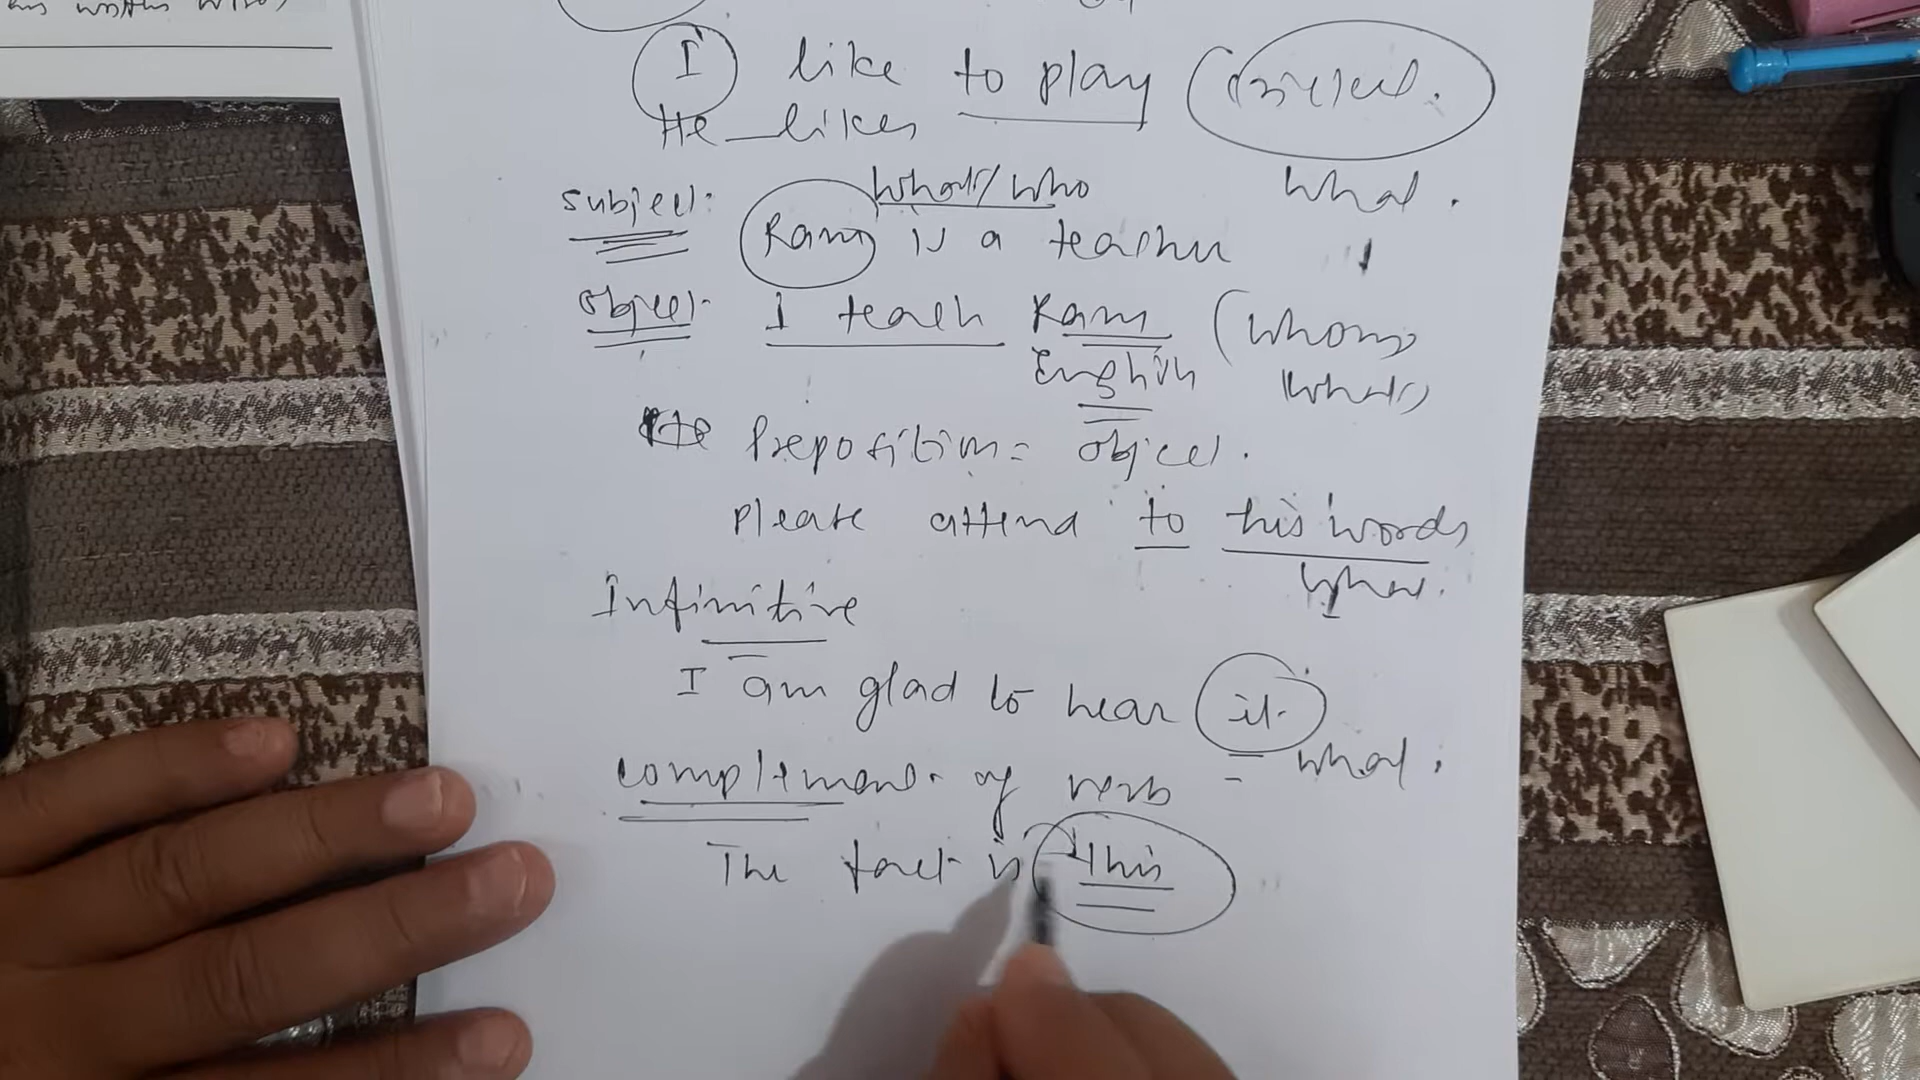 I like to play cricket.
He likes
what/who
what.
subject: Ram is a teacher
object. I teach Ram (whom
English what)
Preposition = object.
please attend to his words
what.
Infinitive
I am glad to hear it.
what.
complement of verb
The fact is this